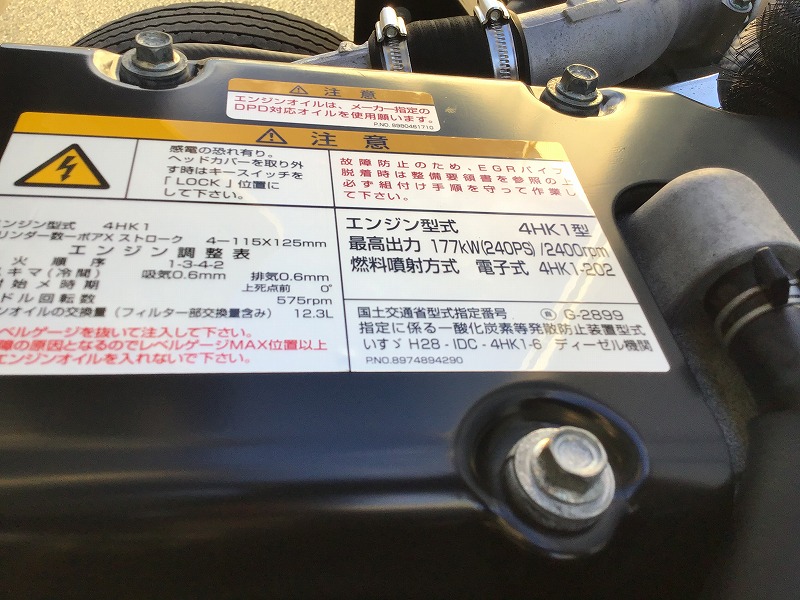 注意
エンジンオイルは、メーカー指定の
DPD対応オイルを使用願います。
P.NO. 8980461710
注意
感電の恐れ有り。
ヘッドカバーを取り外
す時はキースイッチを
「LOCK」位置に
して下さい。
故障防止のため、EGRパイプ
脱着時は整備要領書を参照の上
必ず組付け手順を守って作業し
て下さい。
エンジン型式 4HK1
リンダー数－ボアXストローク 4－115X125mm
エンジン調整表
火順序 1-3-4-2
スキマ(冷間) 吸気0.6mm 排気0.6mm
始め時期 上死点前 0°
ドル回転数 575rpm
ンオイルの交換量(フィルター部交換量含み) 12.3L
ベルゲージを抜いて注入して下さい。
障の原因となるのでレベルゲージMAX位置以上
エンジンオイルを入れないで下さい。
エンジン型式 4HK1型
最高出力 177kW(240PS)/2400rpm
燃料噴射方式 電子式 4HK1-202
国土交通省型式指定番号 G-2899
指定に係る一酸化炭素等発散防止装置型式
いすゞ H28-IDC-4HK1-6 ディーゼル機関
P.NO. 8974894290